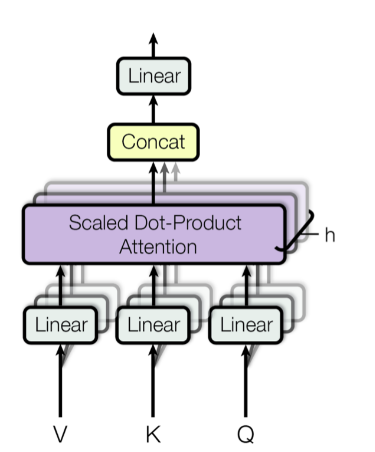 Linear
Concat
Scaled Dot-Product
Attention
h
Linear Linear Linear
V K Q